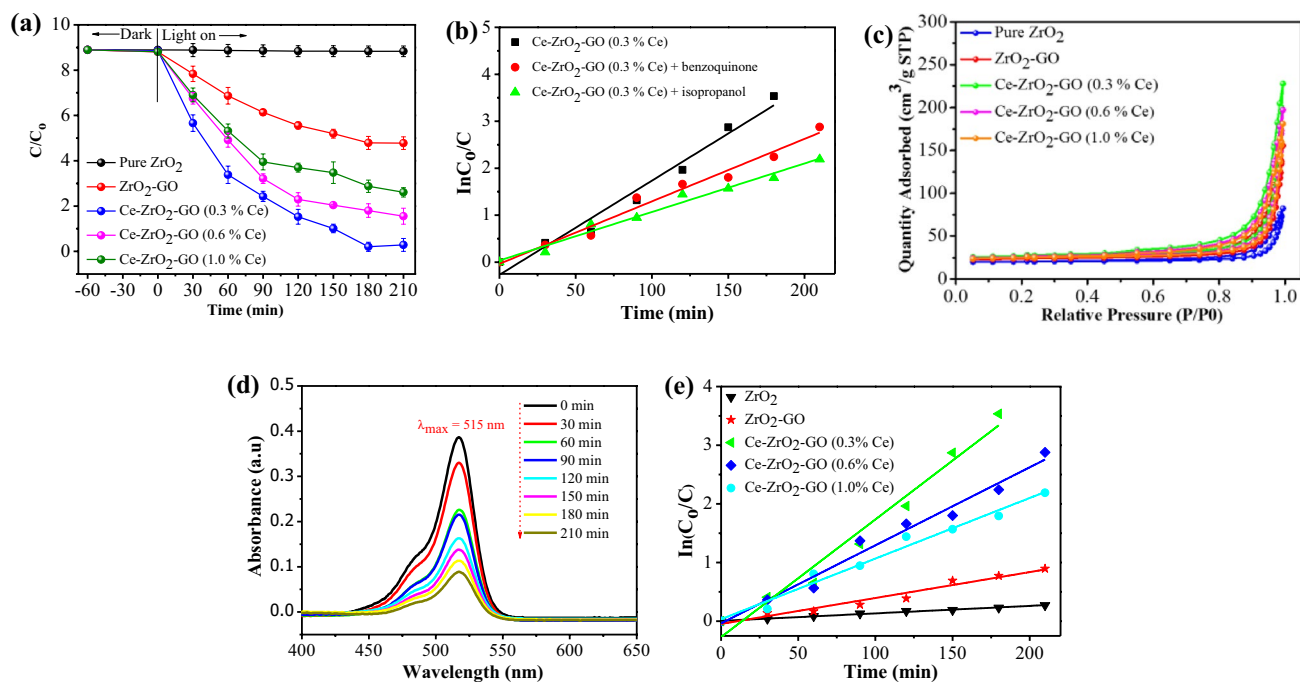 (a)
Dark
Light on
C/Co
9
8
6
4
2
0
Pure ZrO2
ZrO2-GO
Ce-ZrO2-GO (0.3 % Ce)
Ce-ZrO2-GO (0.6 % Ce)
Ce-ZrO2-GO (1.0 % Ce)
-60 -30 0 30 60 90 120 150 180 210
Time (min)
(b)
InCo/C
5
4
3
2
1
0
Ce-ZrO2-GO (0.3 % Ce)
Ce-ZrO2-GO (0.3 % Ce) + benzoquinone
Ce-ZrO2-GO (0.3 % Ce) + isopropanol
0 50 100 150 200
Time (min)
(c)
Quantity Adsorbed (cm3/g STP)
300
250
200
150
100
50
0
Pure ZrO2
ZrO2-GO
Ce-ZrO2-GO (0.3 % Ce)
Ce-ZrO2-GO (0.6 % Ce)
Ce-ZrO2-GO (1.0 % Ce)
0.0 0.2 0.4 0.6 0.8 1.0
Relative Pressure (P/P0)
(d)
Absorbance (a.u)
0.5
0.4
0.3
0.2
0.1
0.0
λmax = 515 nm
0 min
30 min
60 min
90 min
120 min
150 min
180 min
210 min
400 450 500 550 600 650
Wavelength (nm)
(e)
In(Co/C)
4
3
2
1
0
ZrO2
ZrO2-GO
Ce-ZrO2-GO (0.3% Ce)
Ce-ZrO2-GO (0.6% Ce)
Ce-ZrO2-GO (1.0% Ce)
0 50 100 150 200
Time (min)